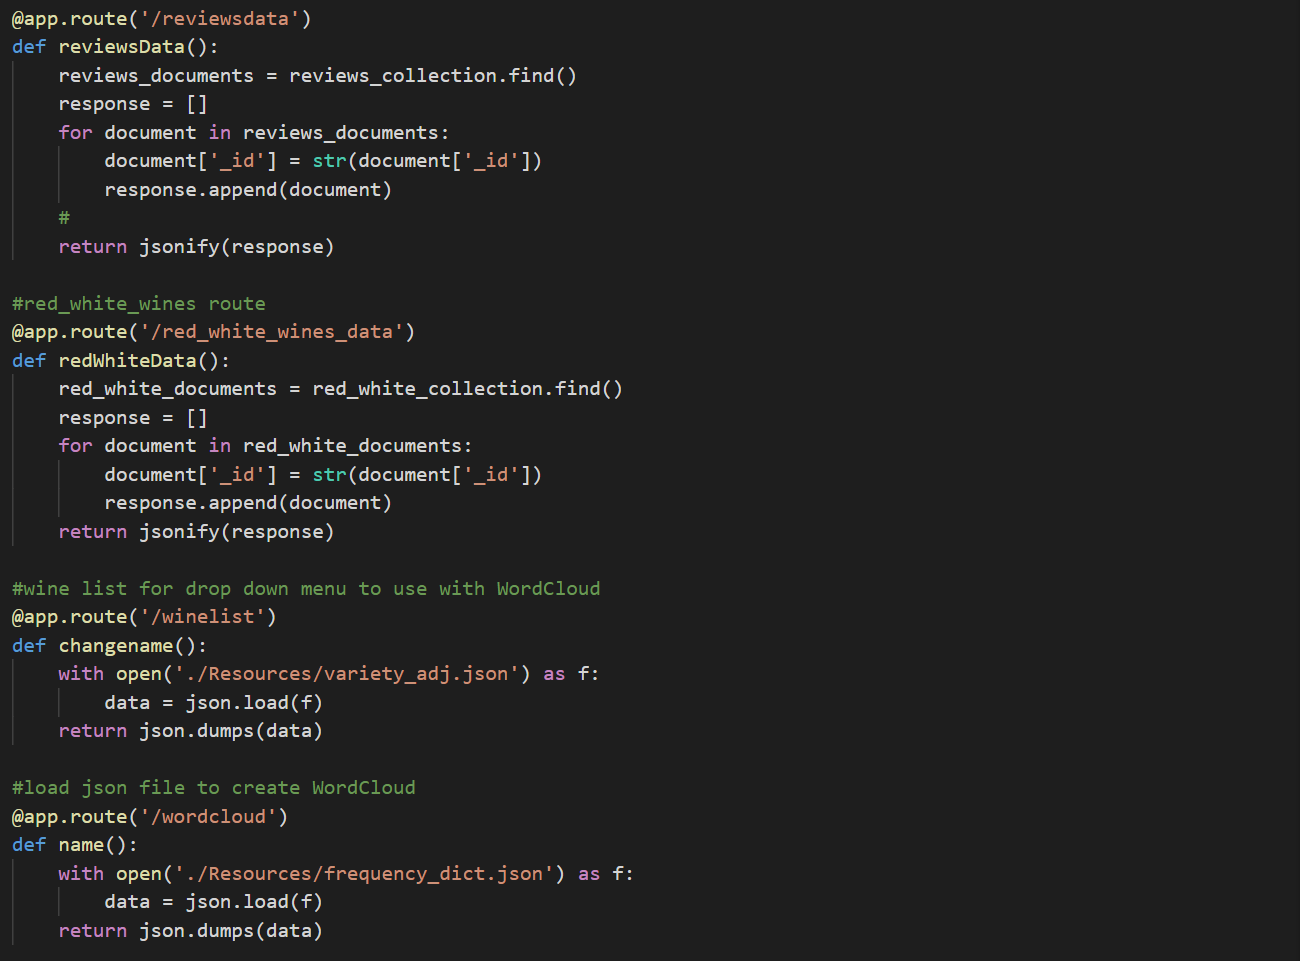 @app.route('/reviewsdata')
def reviewsData():
    reviews_documents = reviews_collection.find()
    response = []
    for document in reviews_documents:
        document['_id'] = str(document['_id'])
        response.append(document)
    #
    return jsonify(response)

#red_white_wines route
@app.route('/red_white_wines_data')
def redWhiteData():
    red_white_documents = red_white_collection.find()
    response = []
    for document in red_white_documents:
        document['_id'] = str(document['_id'])
        response.append(document)
    return jsonify(response)

#wine list for drop down menu to use with WordCloud
@app.route('/winelist')
def changename():
    with open('./Resources/variety_adj.json') as f:
        data = json.load(f)
    return json.dumps(data)

#load json file to create WordCloud
@app.route('/wordcloud')
def name():
    with open('./Resources/frequency_dict.json') as f:
        data = json.load(f)
    return json.dumps(data)